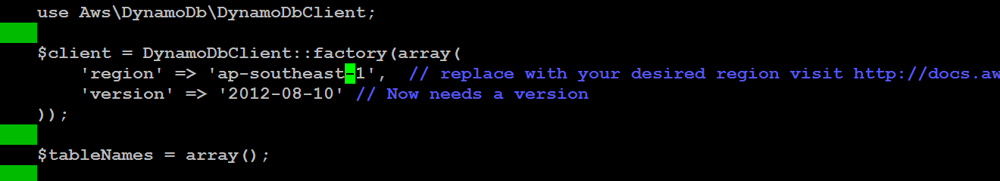 use Aws\DynamoDb\DynamoDbClient;
$client = DynamoDbClient::factory(array(
'region' => 'ap-southeast-1',  // replace with your desired region visit http://docs.aw
'version' => '2012-08-10' // Now needs a version
));
$tableNames = array();